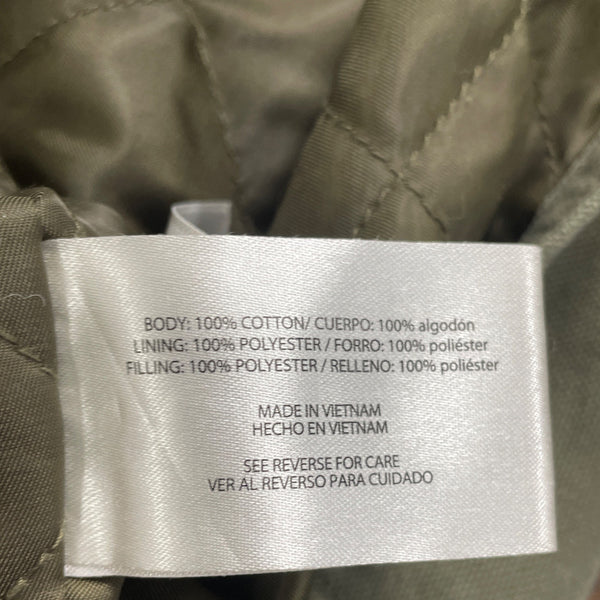 BODY: 100% COTTON/ CUERPO: 100% algodón
LINING: 100% POLYESTER / FORRO: 100% poliéster
FILLING: 100% POLYESTER / RELLENO: 100% poliéster
MADE IN VIETNAM
HECHO EN VIETNAM
SEE REVERSE FOR CARE
VER AL REVERSO PARA CUIDADO